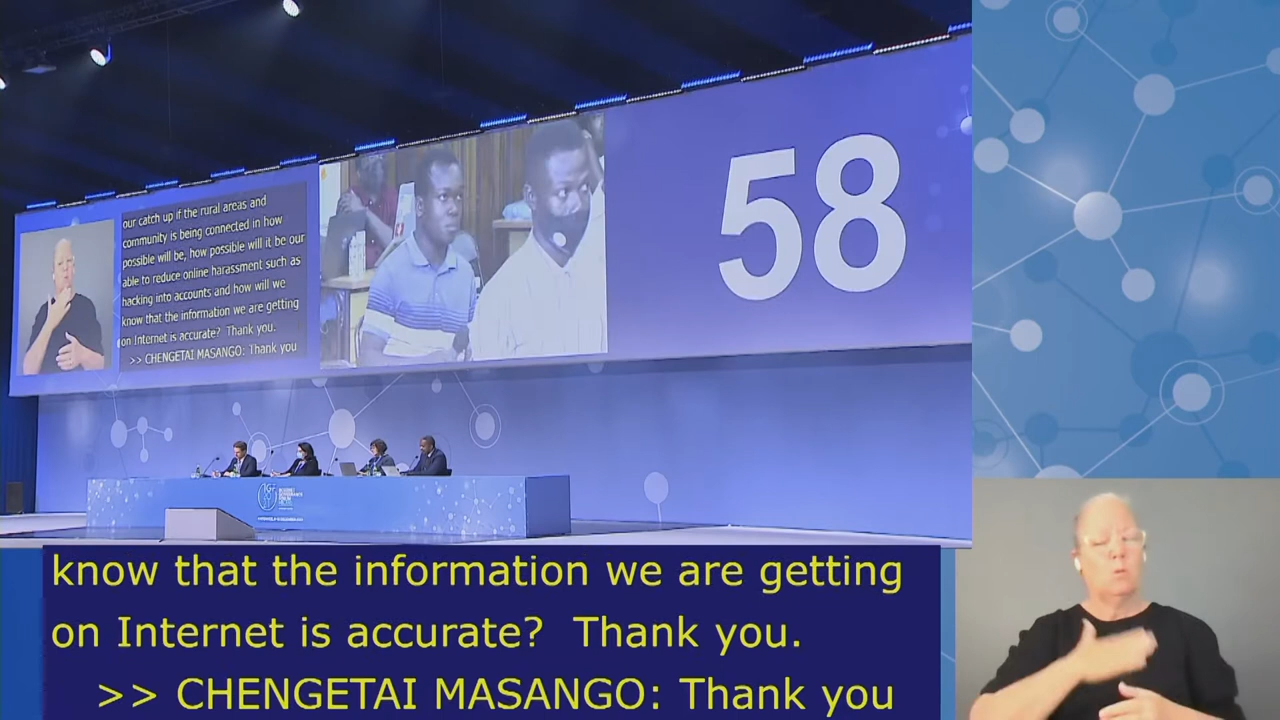 our catch up if the rural areas and
community is being connected in how
possible will be, how possible will it be our
able to reduce online harassment such as
hacking into accounts and how will we
know that the information we are getting
on Internet is accurate? Thank you.
>> CHENGETAI MASANGO: Thank you
58
know that the information we are getting
on Internet is accurate? Thank you.
>> CHENGETAI MASANGO: Thank you